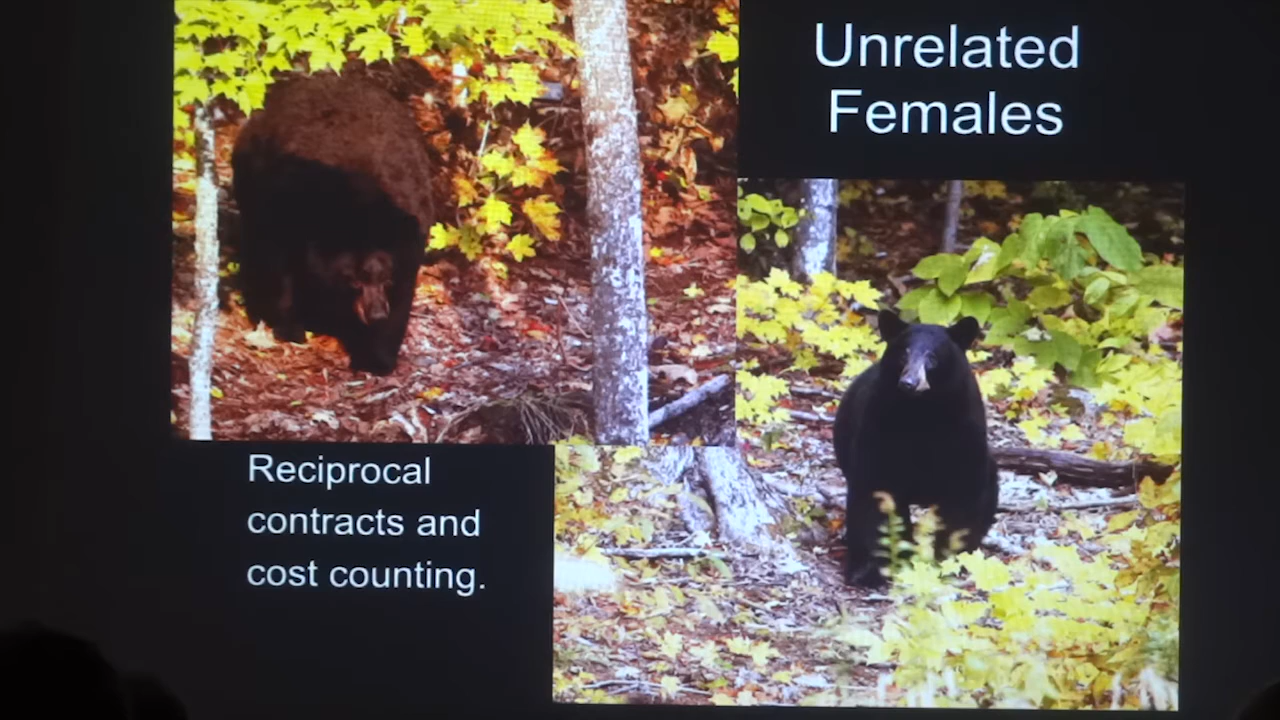 Unrelated
Females
Reciprocal
contracts and
cost counting.